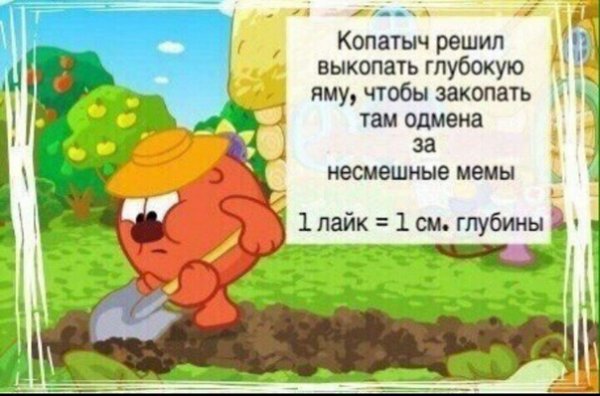 Копатыч решил
выкопать глубокую
яму, чтобы закопать
там одмена
за
несмешные мемы
1 лайк = 1 см. глубины